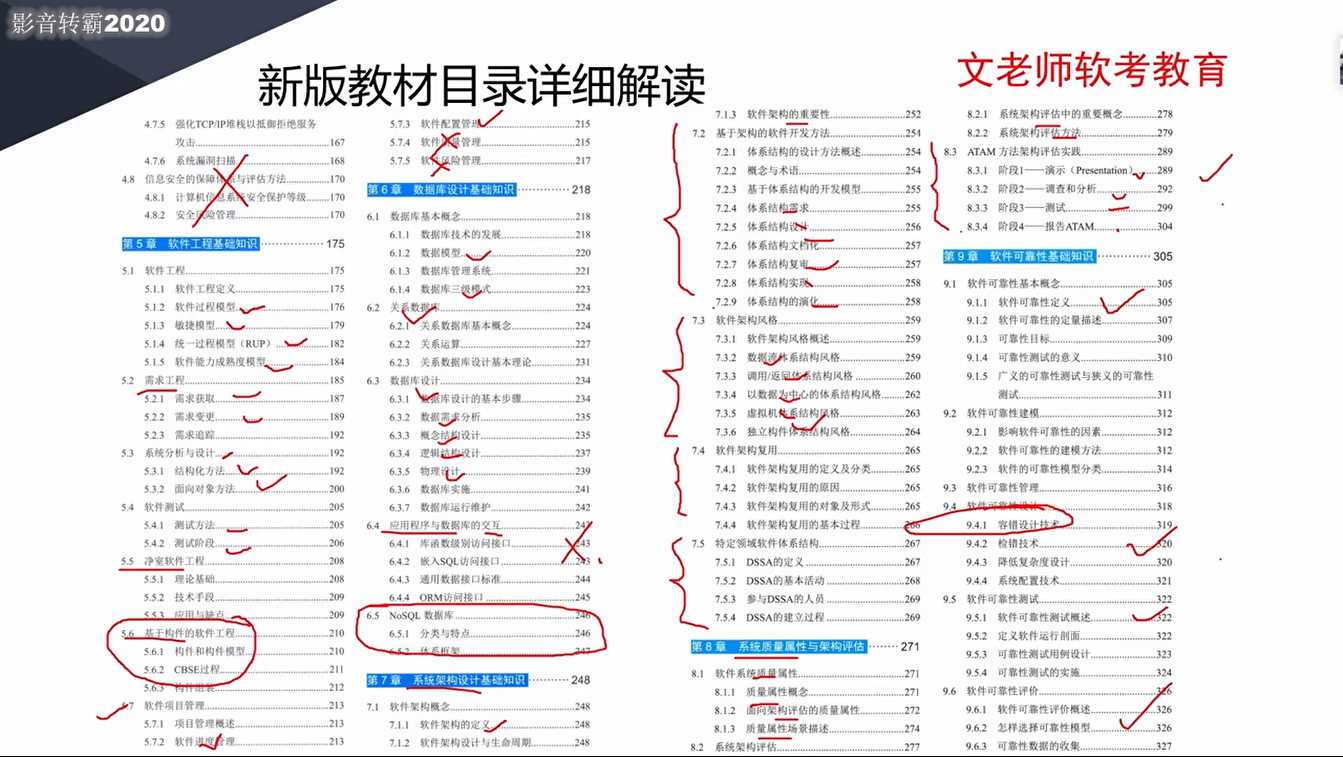 影音转霸2020
新版教材目录详细解读
文老师软考教育
4.7.5 强化TCP/IP堆栈以抵御拒绝服务
攻击 167
4.7.6 系统漏洞扫描 168
4.8 信息安全的保障体系与评估方法 170
4.8.1 计算机信息系统安全保护等级 170
4.8.2 安全风险管理 170
第5章 软件工程基础知识 175
5.1 软件工程 175
5.1.1 软件工程定义 175
5.1.2 软件过程模型 176
5.1.3 敏捷模型 179
5.1.4 统一过程模型（RUP） 182
5.1.5 软件能力成熟度模型 184
5.2 需求工程 185
5.2.1 需求获取 187
5.2.2 需求变更 189
5.2.3 需求追踪 192
5.3 系统分析与设计 192
5.3.1 结构化方法 192
5.3.2 面向对象方法 200
5.4 软件测试 205
5.4.1 测试方法 205
5.4.2 测试阶段 206
5.5 净室软件工程 208
5.5.1 理论基础 208
5.5.2 技术手段 209
5.5.3 应用与缺点 209
5.6 基于构件的软件工程 210
5.6.1 构件和构件模型 210
5.6.2 CBSE过程 211
5.6.3 构件组装 212
5.7 软件项目管理 213
5.7.1 项目管理概述 213
5.7.2 软件进度管理 213
5.7.3 软件配置管理 215
5.7.4 软件质量管理 215
5.7.5 软件风险管理 217
第6章 数据库设计基础知识 218
6.1 数据库基本概念 218
6.1.1 数据库技术的发展 218
6.1.2 数据模型 220
6.1.3 数据库管理系统 221
6.1.4 数据库三级模式 223
6.2 关系数据库 224
6.2.1 关系数据库基本概念 224
6.2.2 关系运算 227
6.2.3 关系数据库设计基本理论 231
6.3 数据库设计 234
6.3.1 数据库设计的基本步骤 234
6.3.2 数据需求分析 235
6.3.3 概念结构设计 235
6.3.4 逻辑结构设计 237
6.3.5 物理设计 239
6.3.6 数据库实施 241
6.3.7 数据库运行维护 242
6.4 应用程序与数据库的交互 242
6.4.1 库函数级别访问接口 243
6.4.2 嵌入SQL访问接口 243
6.4.3 通用数据接口标准 244
6.4.4 ORM访问接口 245
6.5 NoSQL 数据库 246
6.5.1 分类与特点 246
6.5.2 体系框架 247
第7章 系统架构设计基础知识 248
7.1 软件架构概念 248
7.1.1 软件架构的定义 248
7.1.2 软件架构设计与生命周期 248
7.1.3 软件架构的重要性 252
7.2 基于架构的软件开发方法 254
7.2.1 体系结构的设计方法概述 254
7.2.2 概念与术语 254
7.2.3 基于体系结构的开发模型 255
7.2.4 体系结构需求 255
7.2.5 体系结构设计 256
7.2.6 体系结构文档化 257
7.2.7 体系结构复审 257
7.2.8 体系结构实现 258
7.2.9 体系结构的演化 258
7.3 软件架构风格 259
7.3.1 软件架构风格概述 259
7.3.2 数据流体系结构风格 259
7.3.3 调用/返回体系结构风格 260
7.3.4 以数据为中心的体系结构风格 262
7.3.5 虚拟机体系结构风格 263
7.3.6 独立构件体系结构风格 264
7.4 软件架构复用 265
7.4.1 软件架构复用的定义及分类 265
7.4.2 软件架构复用的原因 265
7.4.3 软件架构复用的对象及形式 265
7.4.4 软件架构复用的基本过程 266
7.5 特定领域软件体系结构 267
7.5.1 DSSA的定义 267
7.5.2 DSSA的基本活动 268
7.5.3 参与DSSA的人员 269
7.5.4 DSSA的建立过程 269
第8章 系统质量属性与架构评估 271
8.1 软件系统质量属性 271
8.1.1 质量属性概念 271
8.1.2 面向架构评估的质量属性 272
8.1.3 质量属性场景描述 274
8.2 系统架构评估 277
8.2.1 系统架构评估中的重要概念 278
8.2.2 系统架构评估方法 279
8.3 ATAM 方法架构评估实践 289
8.3.1 阶段1——演示（Presentation） 289
8.3.2 阶段2——调查和分析 292
8.3.3 阶段3——测试 299
8.3.4 阶段4——报告ATAM 304
第9章 软件可靠性基础知识 305
9.1 软件可靠性基本概念 305
9.1.1 软件可靠性定义 305
9.1.2 软件可靠性的定量描述 307
9.1.3 可靠性目标 309
9.1.4 可靠性测试的意义 310
9.1.5 广义的可靠性测试与狭义的可靠性
测试 311
9.2 软件可靠性建模 312
9.2.1 影响软件可靠性的因素 312
9.2.2 软件可靠性的建模方法 312
9.2.3 软件的可靠性模型分类 314
9.3 软件可靠性管理 316
9.4 软件可靠性设计 318
9.4.1 容错设计技术 319
9.4.2 检错技术 320
9.4.3 降低复杂度设计 320
9.4.4 系统配置技术 321
9.5 软件可靠性测试 322
9.5.1 软件可靠性测试概述 322
9.5.2 定义软件运行剖面 322
9.5.3 可靠性测试用例设计 323
9.5.4 可靠性测试的实施 324
9.6 软件可靠性评价 326
9.6.1 软件可靠性评价概述 326
9.6.2 怎样选择可靠性模型 326
9.6.3 可靠性数据的收集 327